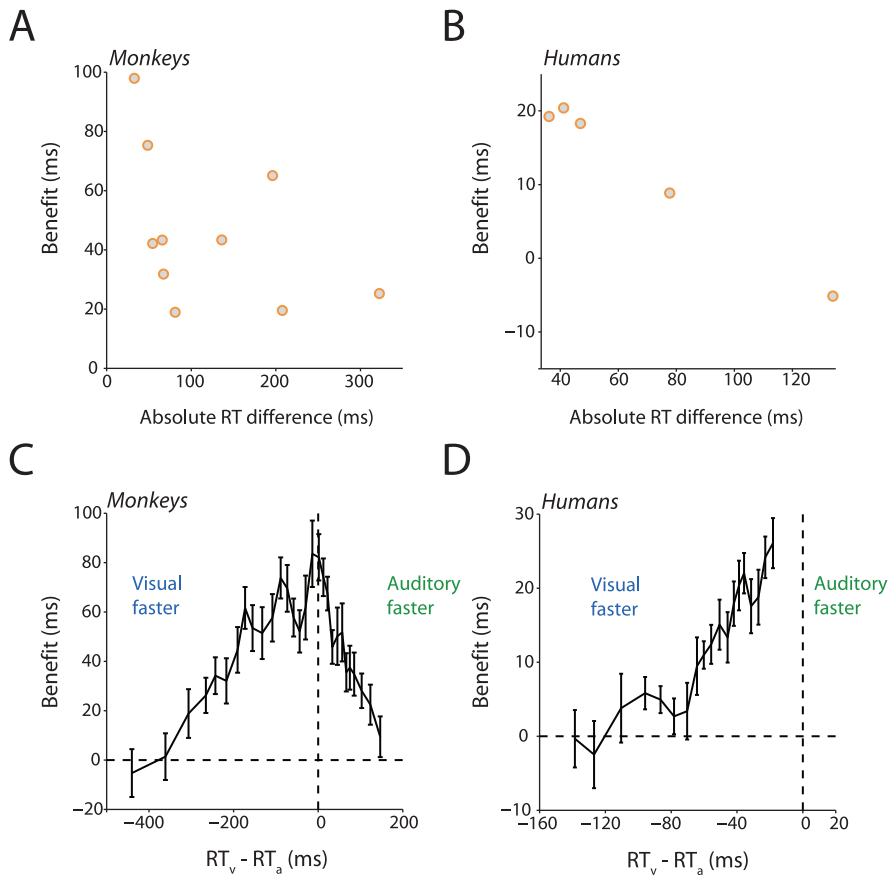 A
Monkeys
100
80
60
40
20
0
Benefit (ms)
0
100
200
300
Absolute RT difference (ms)
B
Humans
20
10
0
−10
Benefit (ms)
40
60
80
100
120
Absolute RT difference (ms)
C
Monkeys
100
80
60
40
20
0
−20
Benefit (ms)
Visual
faster
Auditory
faster
−400
−200
0
200
RTv - RTa (ms)
D
Humans
30
20
10
0
−10
Benefit (ms)
Visual
faster
Auditory
faster
−160
−120
−80
−40
0
20
RTv - RTa (ms)